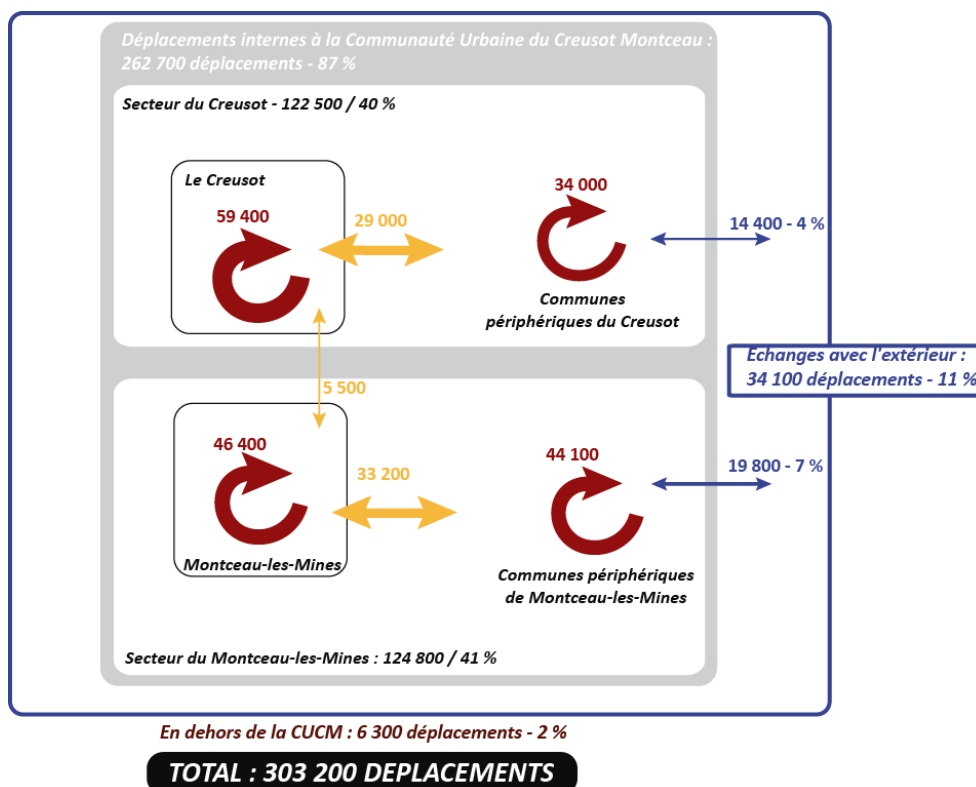 Déplacements internes à la Communauté Urbaine du Creusot Montceau :
262 700 déplacements - 87 %
Secteur du Creusot - 122 500 / 40 %
Le Creusot
59 400
29 000
34 000
14 400 - 4 %
Communes
périphériques du Creusot
Echanges avec l'extérieur :
34 100 déplacements - 11 %
5 500
46 400
33 200
44 100
19 800 - 7 %
Montceau-les-Mines
Communes périphériques
de Montceau-les-Mines
Secteur du Montceau-les-Mines : 124 800 / 41 %
En dehors de la CUCM : 6 300 déplacements - 2 %
TOTAL : 303 200 DEPLACEMENTS